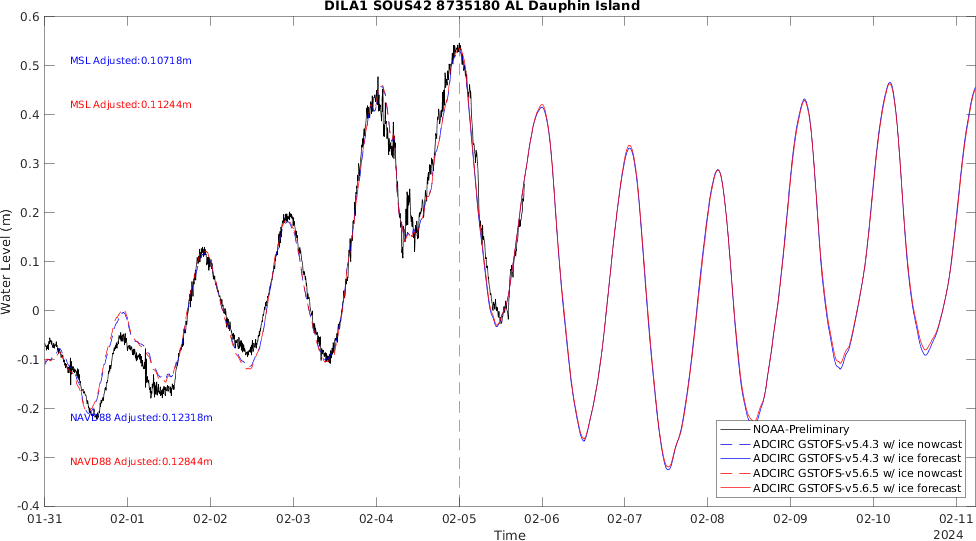 DILA1 SOUS42 8735180 AL Dauphin Island
0.6
0.5
0.4
0.3
0.2
0.1
0
-0.1
-0.2
-0.3
-0.4
Water Level (m)
MSL Adjusted:0.10718m
MSL Adjusted:0.11244m
NAVD88 Adjusted:0.12318m
NAVD88 Adjusted:0.12844m
NOAA-Preliminary
ADCIRC GSTOFS-v5.4.3 w/ ice nowcast
ADCIRC GSTOFS-v5.4.3 w/ ice forecast
ADCIRC GSTOFS-v5.6.5 w/ ice nowcast
ADCIRC GSTOFS-v5.6.5 w/ ice forecast
01-31 02-01 02-02 02-03 02-04 02-05 02-06 02-07 02-08 02-09 02-10 02-11
2024
Time